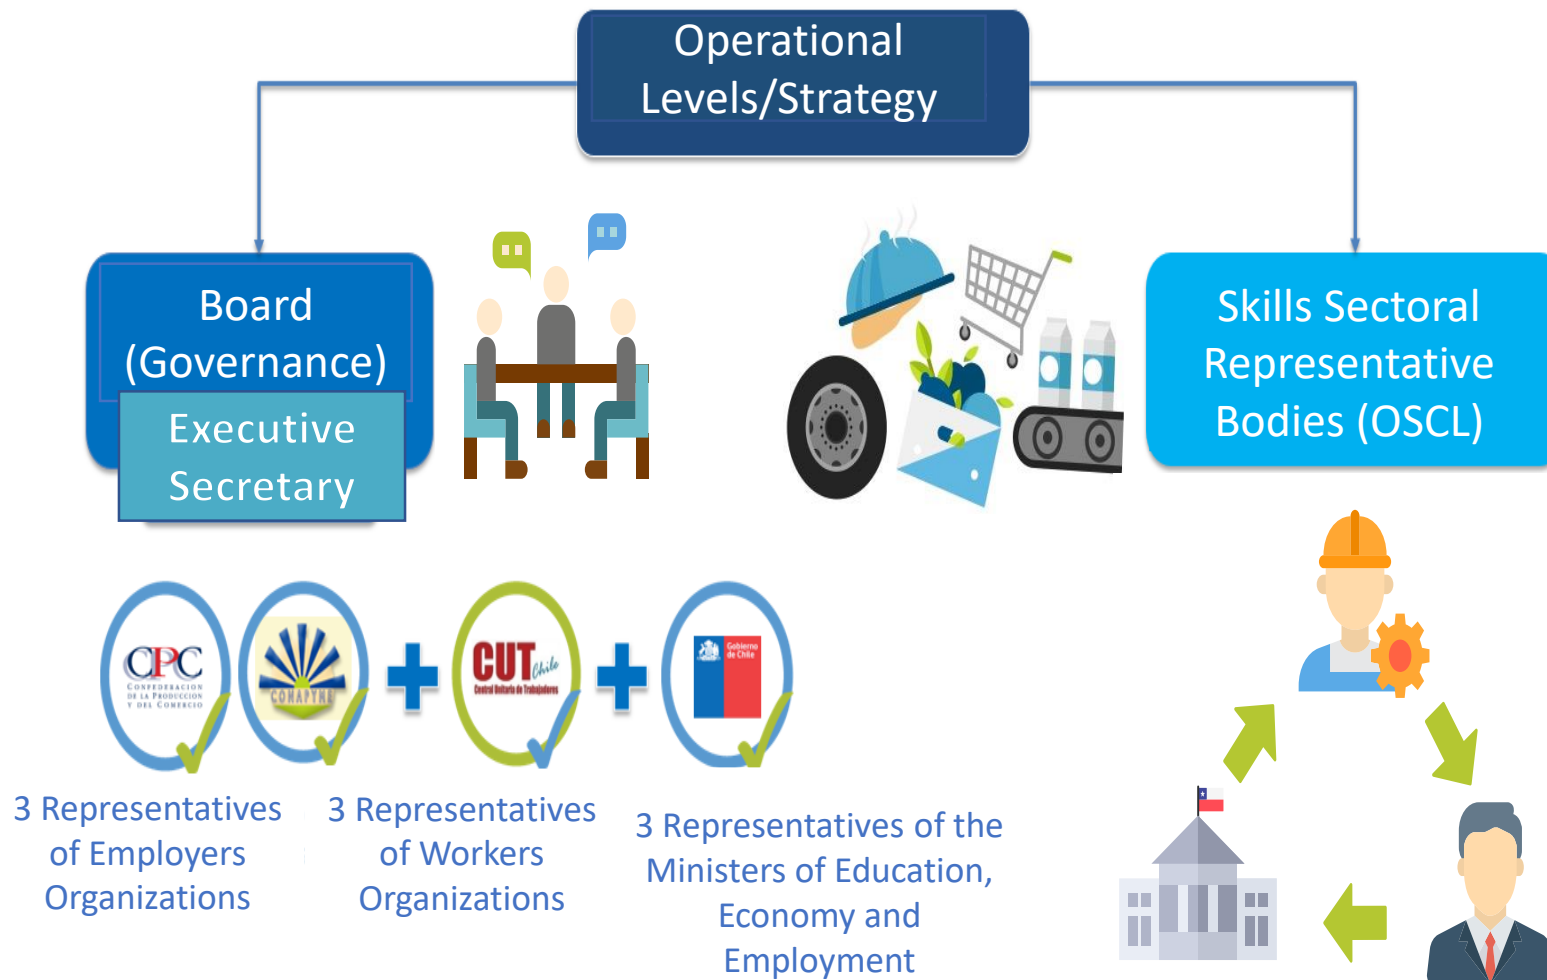 Operational
Levels/Strategy
Board
(Governance)
Executive
Secretary
Skills Sectoral
Representative
Bodies (OSCL)
CPC
CONFEDERACION
DE LA PRODUCCION
Y DEL COMERCIO
CONAPYME
CUT
Chile
Central Unitaria de Trabajadores
Gobierno
de Chile
3 Representatives
of Employers
Organizations
3 Representatives
of Workers
Organizations
3 Representatives of the
Ministers of Education,
Economy and
Employment